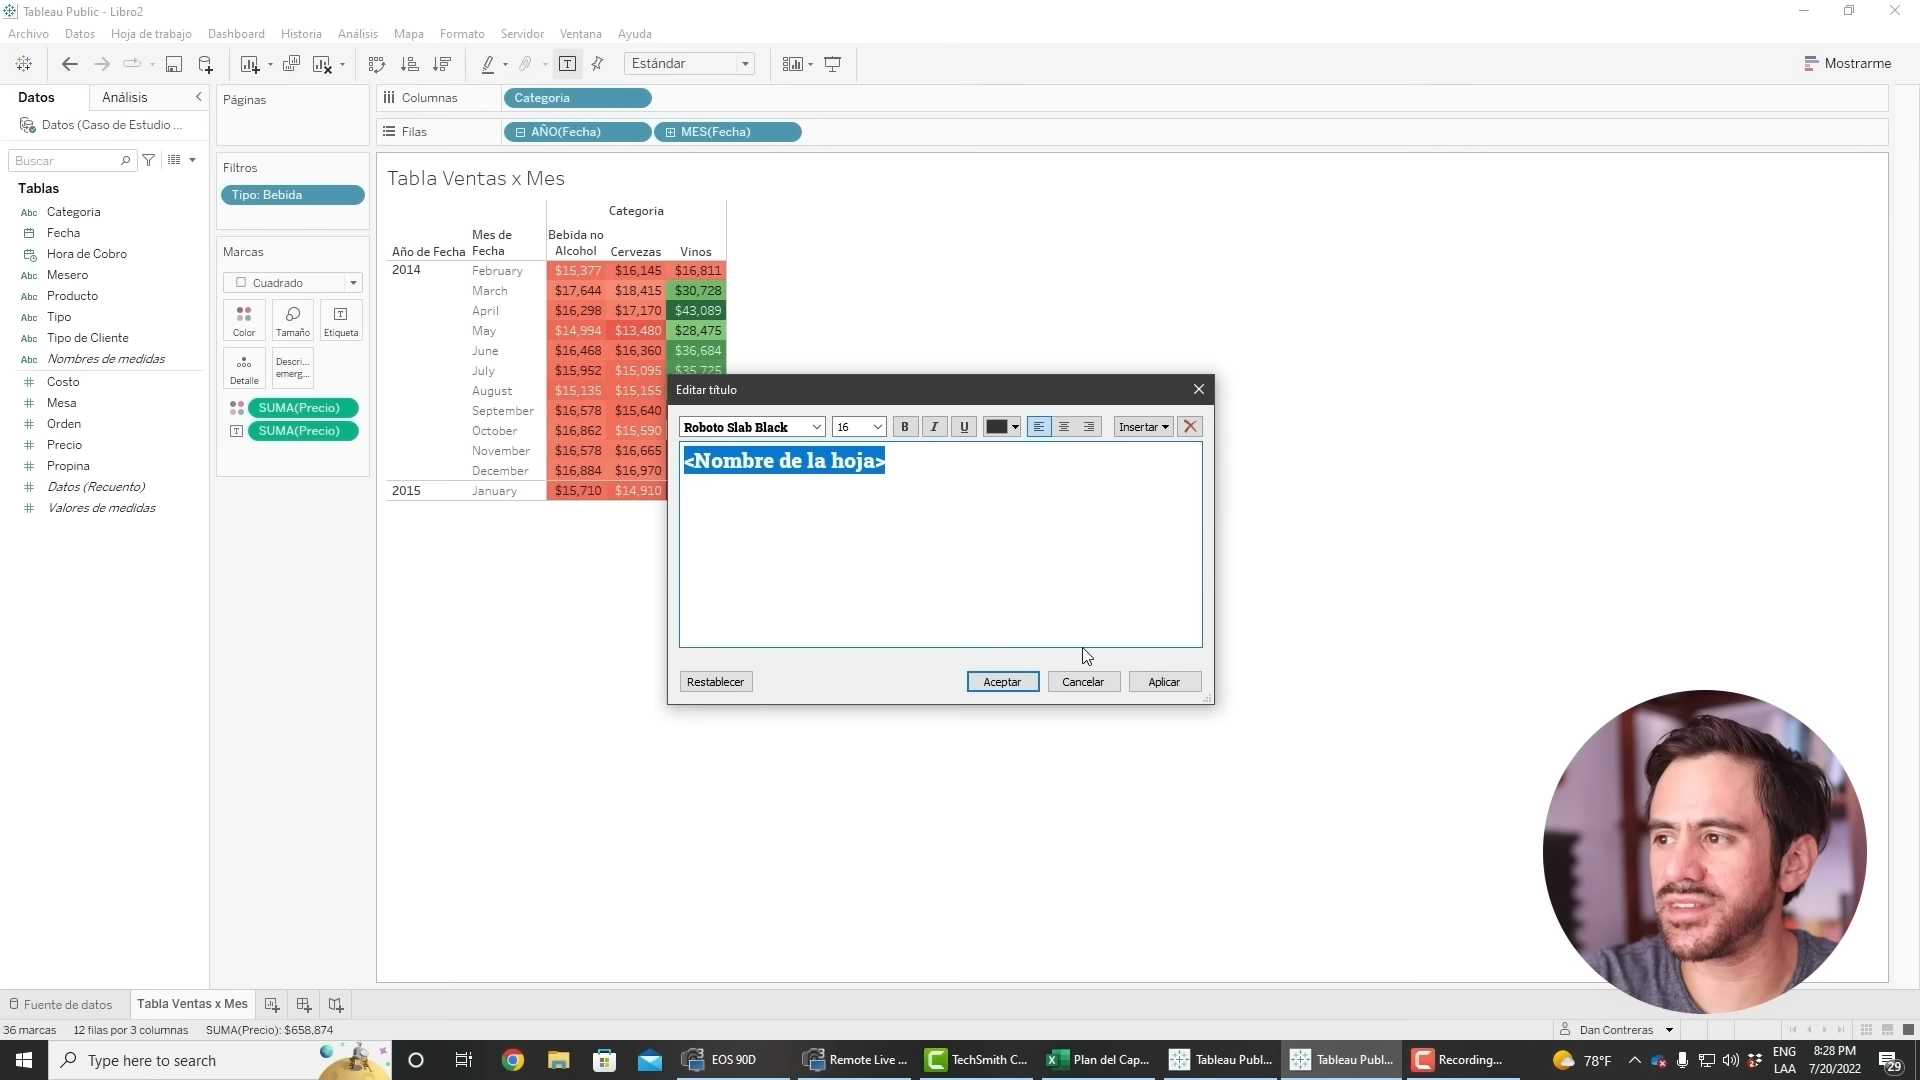 Tableau Public - Libro2
Archivo Datos Hoja de trabajo Dashboard Historia Análisis Mapa Formato Servidor Ventana Ayuda
Estándar
Mostrarme
Datos Análisis
Datos (Caso de Estudio ...
Buscar
Tablas
Abc Categoria
Fecha
Hora de Cobro
Abc Mesero
Abc Producto
Abc Tipo
Abc Tipo de Cliente
Abc Nombres de medidas
Costo
Mesa
Orden
Precio
Propina
Datos (Recuento)
Valores de medidas
Páginas
Filtros
Tipo: Bebida
Marcas
Cuadrado
Color Tamaño Etiqueta
Detalle
Descri...
emerg...
SUMA(Precio)
SUMA(Precio)
Columnas Categoria
Filas AÑO(Fecha) MES(Fecha)
Tabla Ventas x Mes
Categoria
Año de Fecha
Mes de
Fecha
Bebida no
Alcohol
Cervezas Vinos
2014 February $15,377 $16,145 $16,811
March $17,644 $18,415 $30,728
April $16,298 $17,170 $43,089
May $14,994 $13,480 $28,475
June $16,468 $16,360 $36,684
July $15,952 $15,095 $35,725
August $15,135 $15,155
September $16,578 $15,640
October $16,862 $15,590
November $16,578 $16,665
December $16,884 $16,970
2015 January $15,710 $14,910
Editar título
Roboto Slab Black 16 B I U Insertar
<Nombre de la hoja>
Restablecer Aceptar Cancelar Aplicar
Fuente de datos Tabla Ventas x Mes
36 marcas 12 filas por 3 columnas SUMA(Precio): $658,874
Dan Contreras
Type here to search
EOS 90D
Remote Live ...
TechSmith C...
Plan del Cap...
Tableau Publ...
Tableau Publ...
Recording...
78°F
ENG
LAA
8:28 PM
7/20/2022
29